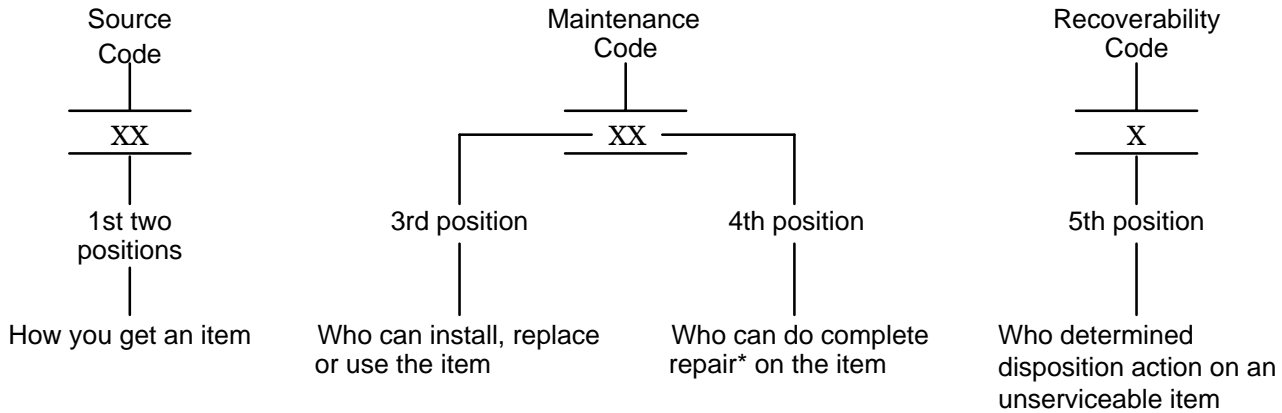 Source
Code
XX
1st two
positions
How you get an item
Maintenance
Code
XX
3rd position
Who can install, replace
or use the item
4th position
Who can do complete
repair* on the item
Recoverability
Code
X
5th position
Who determined
disposition action on an
unserviceable item